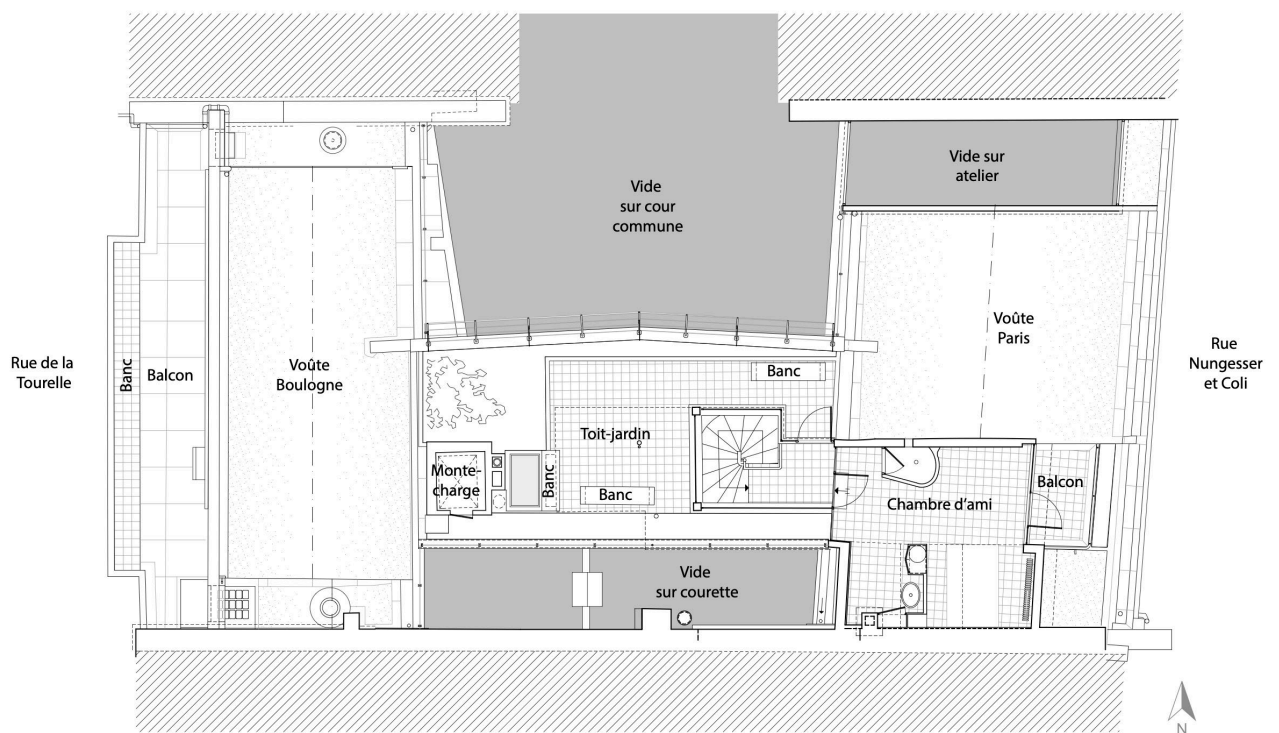 Vide sur
atelier
Vide
sur cour
commune
Voûte
Paris
Rue de la
Tourelle
Banc
Balcon
Voûte
Boulogne
Rue
Nungesser
et Coli
Banc
Toit-jardin
Monte-
charge
Banc
Banc
Chambre d'ami
Balcon
Vide
sur courette
N